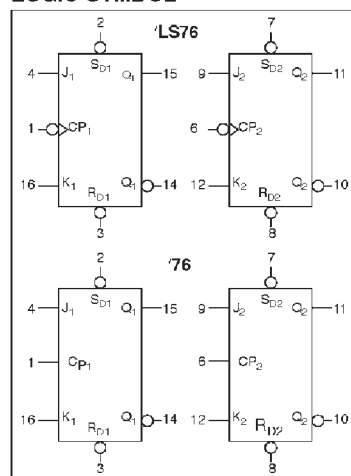 LOGIC SYMBOL
'LS76
2 7
4 J1 SD1 Q1 15 9 J2 SD2 Q2 11
1 CP1 6 CP2
16 K1 RD1 Q1 14 12 K2 RD2 Q2 10
3 8
'76
2 7
4 J1 SD1 Q1 15 9 J2 SD2 Q2 11
1 CP1 6 CP2
16 K1 RD1 Q1 14 12 K2 RD2 Q2 10
3 8